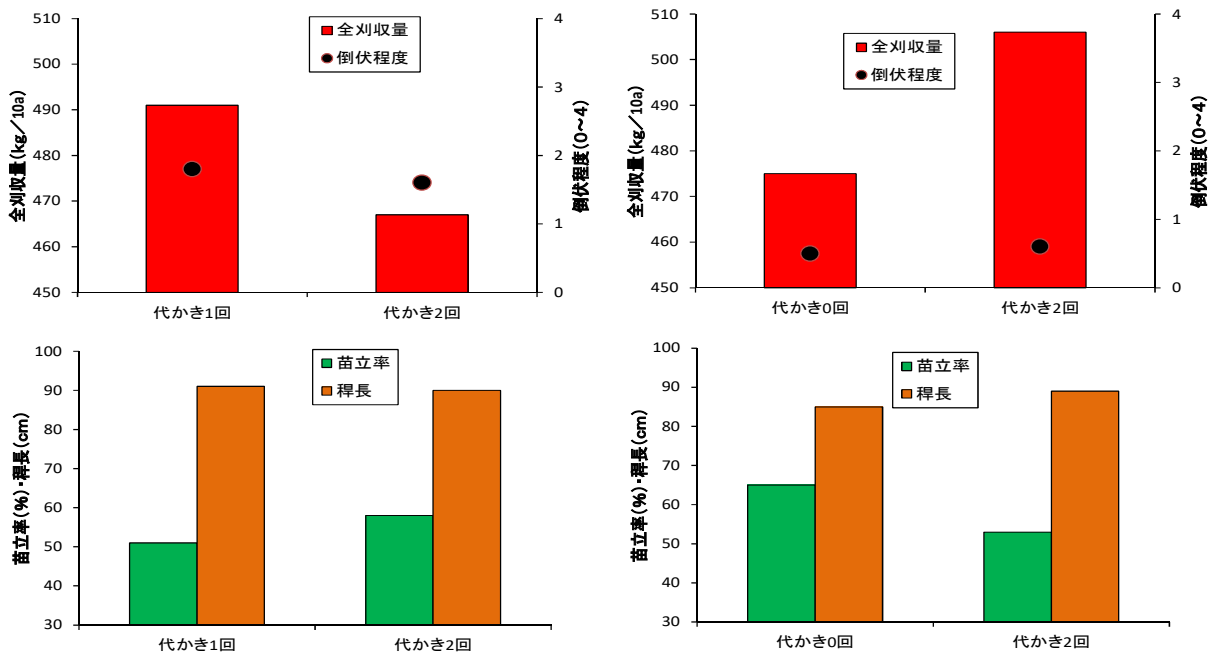 全刈収量(kg/10a)
510
500
490
480
470
460
450
全刈収量
倒伏程度
4
3
2
1
0
倒伏程度(0~4)
代かき1回
代かき2回
全刈収量(kg/10a)
510
500
490
480
470
460
450
全刈収量
倒伏程度
4
3
2
1
0
倒伏程度(0~4)
代かき0回
代かき2回
苗立率(%)・稈長(cm)
100
90
80
70
60
50
40
30
苗立率
稈長
代かき1回
代かき2回
苗立率(%)・稈長(cm)
100
90
80
70
60
50
40
30
苗立率
稈長
代かき0回
代かき2回